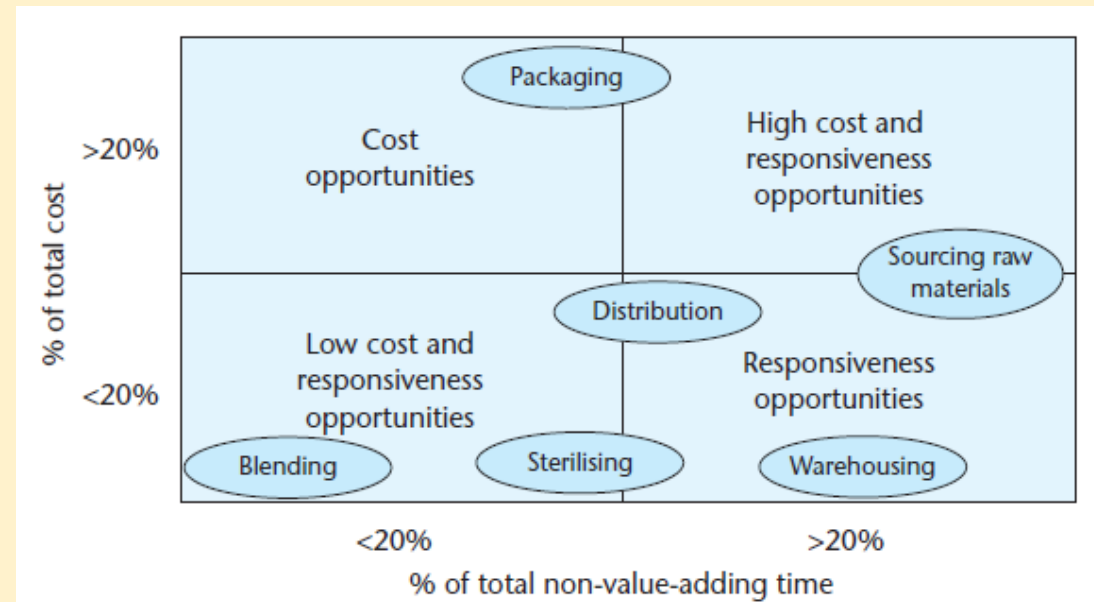 Packaging
>20%
Cost
opportunities
High cost and
responsiveness
opportunities
% of total cost
Sourcing raw
materials
Distribution
Low cost and
responsiveness
opportunities
Responsiveness
opportunities
<20%
Blending
Sterilising
Warehousing
<20%
>20%
% of total non-value-adding time